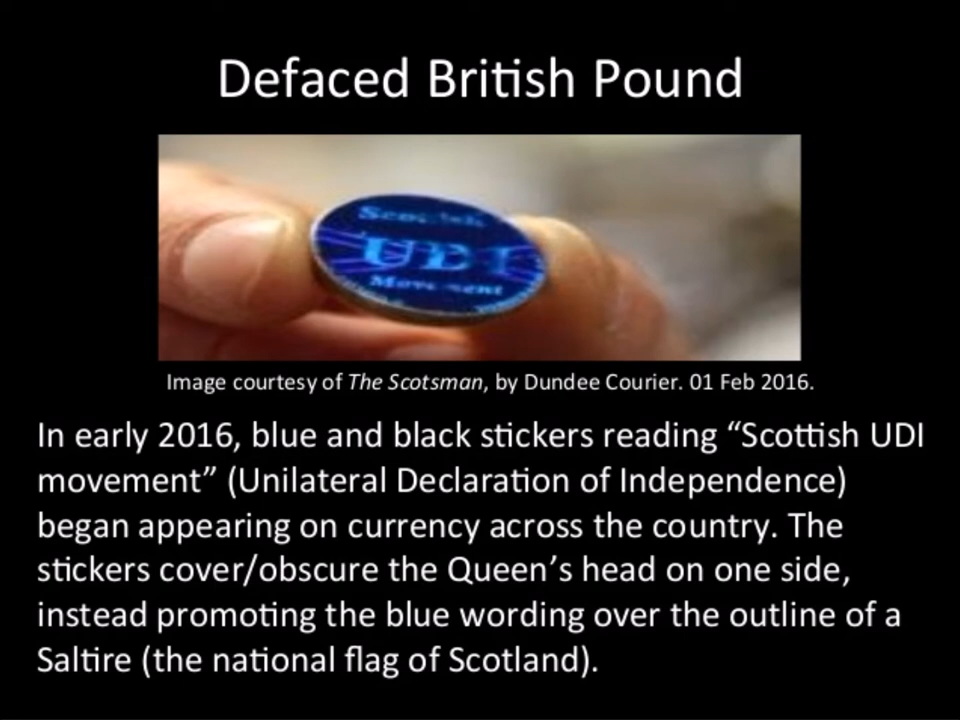 Defaced British Pound
Scottish
UDI
Movement
Image courtesy of The Scotsman, by Dundee Courier. 01 Feb 2016.
In early 2016, blue and black stickers reading “Scottish UDI
movement” (Unilateral Declaration of Independence)
began appearing on currency across the country. The
stickers cover/obscure the Queen’s head on one side,
instead promoting the blue wording over the outline of a
Saltire (the national flag of Scotland).